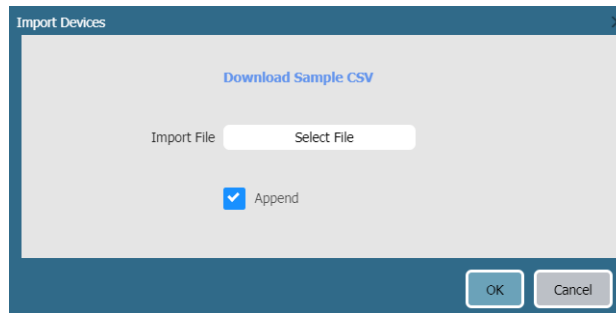 Import Devices
Download Sample CSV
Import File Select File
Append
OK Cancel